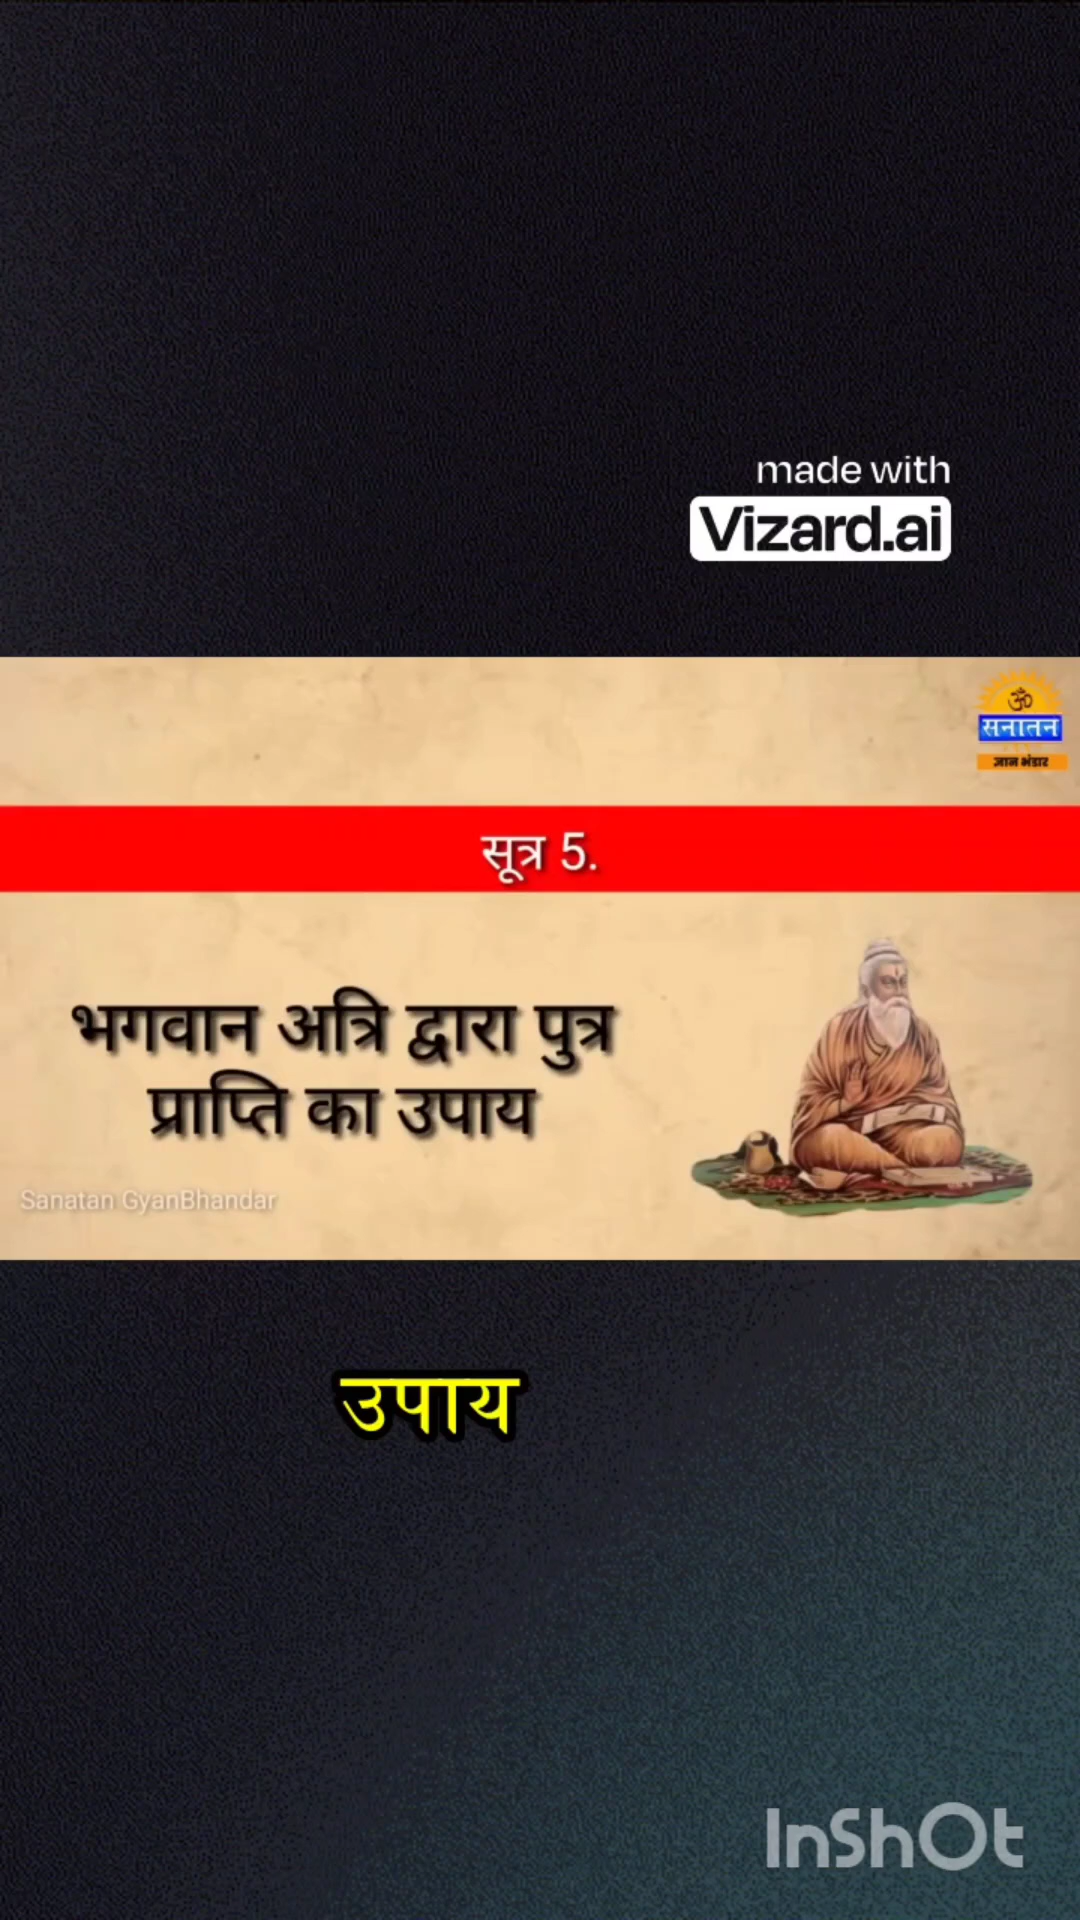 made with
Vizard.ai
ॐ
सनातन
ज्ञान भंडार
सूत्र 5.
भगवान अत्रि द्वारा पुत्र
प्राप्ति का उपाय
Sanatan GyanBhandar
उपाय
InShOt